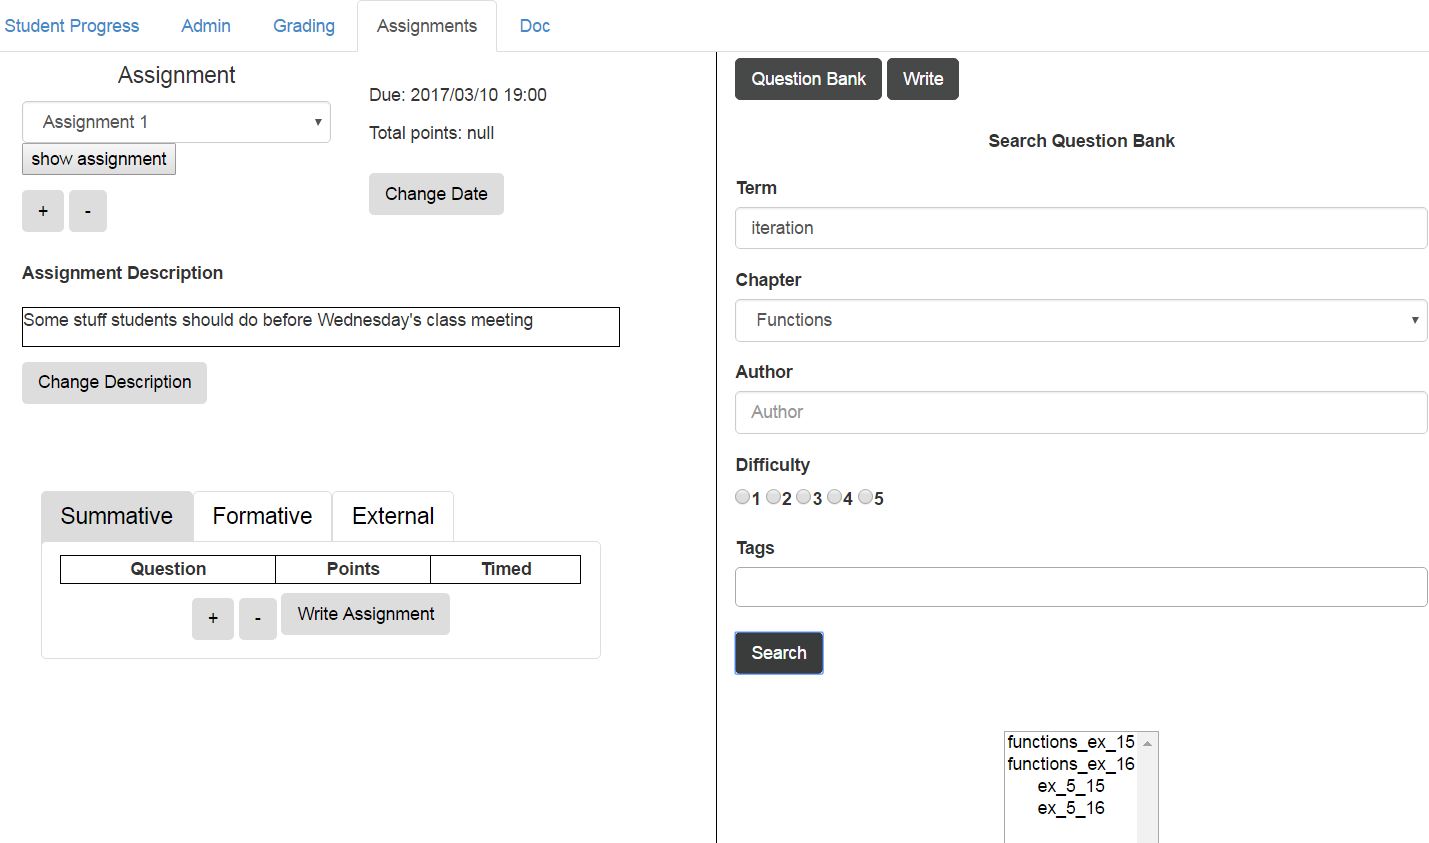 Student Progress Admin Grading Assignments Doc
Assignment
Assignment 1
show assignment
+ -
Due: 2017/03/10 19:00
Total points: null
Change Date
Assignment Description
Some stuff students should do before Wednesday's class meeting
Change Description
Summative Formative External
Question Points Timed
+ - Write Assignment
Question Bank Write
Search Question Bank
Term
iteration
Chapter
Functions
Author
Author
Difficulty
1 2 3 4 5
Tags
Search
functions_ex_15
functions_ex_16
ex_5_15
ex_5_16